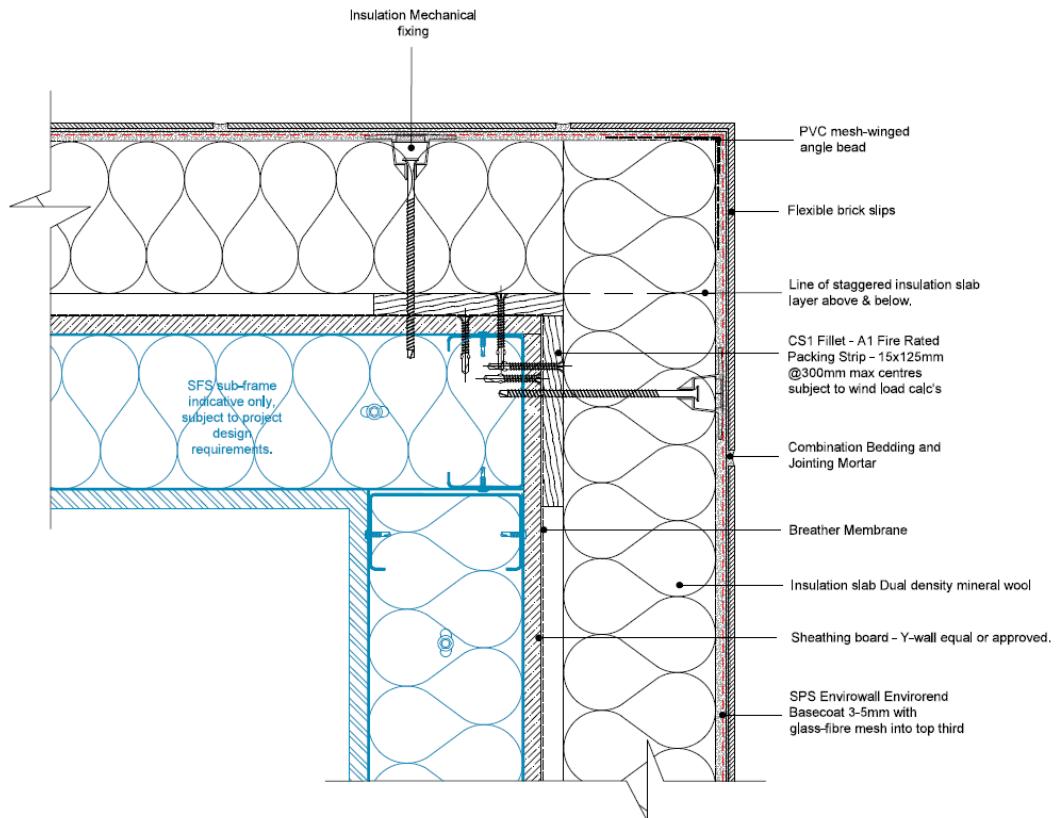 Insulation Mechanical
fixing
PVC mesh-winged
angle bead
Flexible brick slips
Line of staggered insulation slab
layer above & below.
CS1 Fillet - A1 Fire Rated
Packing Strip - 15x125mm
@300mm max centres
subject to wind load calc's
SFS sub-frame
indicative only,
subject to project
design
requirements.
Combination Bedding and
Jointing Mortar
Breather Membrane
Insulation slab Dual density mineral wool
Sheathing board - Y-wall equal or approved.
SPS Envirowall Envirorend
Basecoat 3-5mm with
glass-fibre mesh into top third